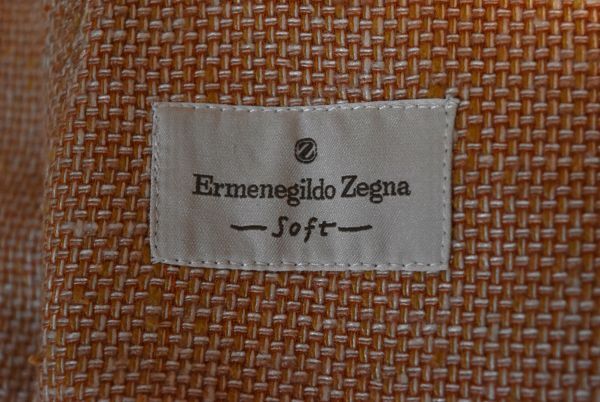 Z
Ermenegildo Zegna
—Soft—